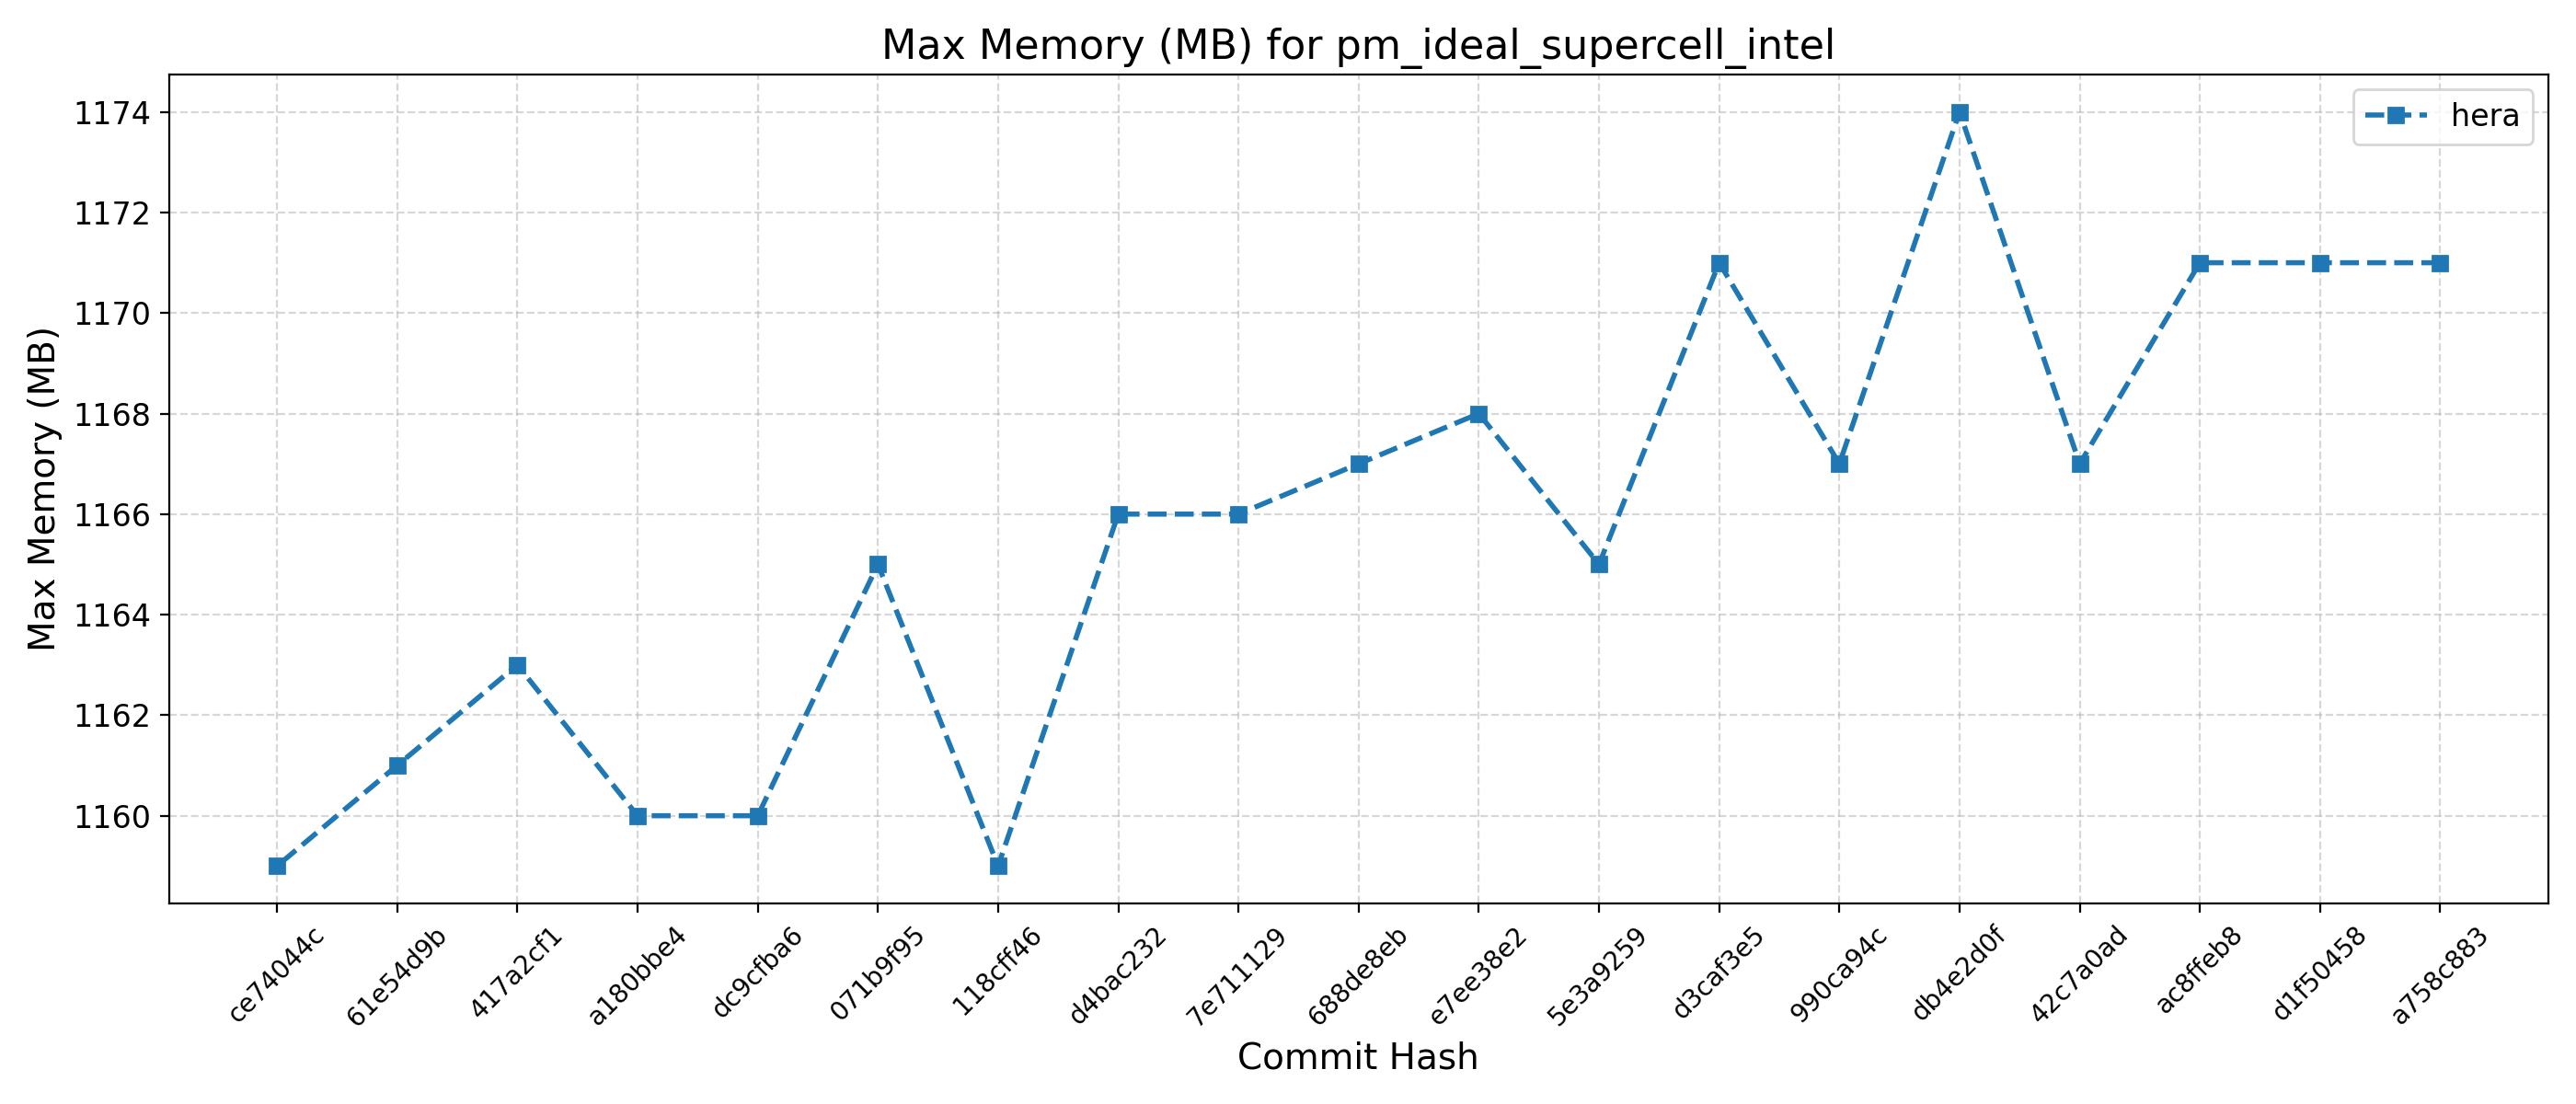 Max Memory (MB) for pm_ideal_supercell_intel
hera
Max Memory (MB)
1174
1172
1170
1168
1166
1164
1162
1160
ce74044c
61e54d9b
417a2cf1
a180bbe4
dc9cfba6
071b9f95
118cff46
d4bac232
7e711129
688de8eb
e7ee38e2
5e3a9259
d3caf3e5
990ca94c
db4e2d0f
42c7a0ad
ac8ffeb8
d1f50458
a758c883
Commit Hash